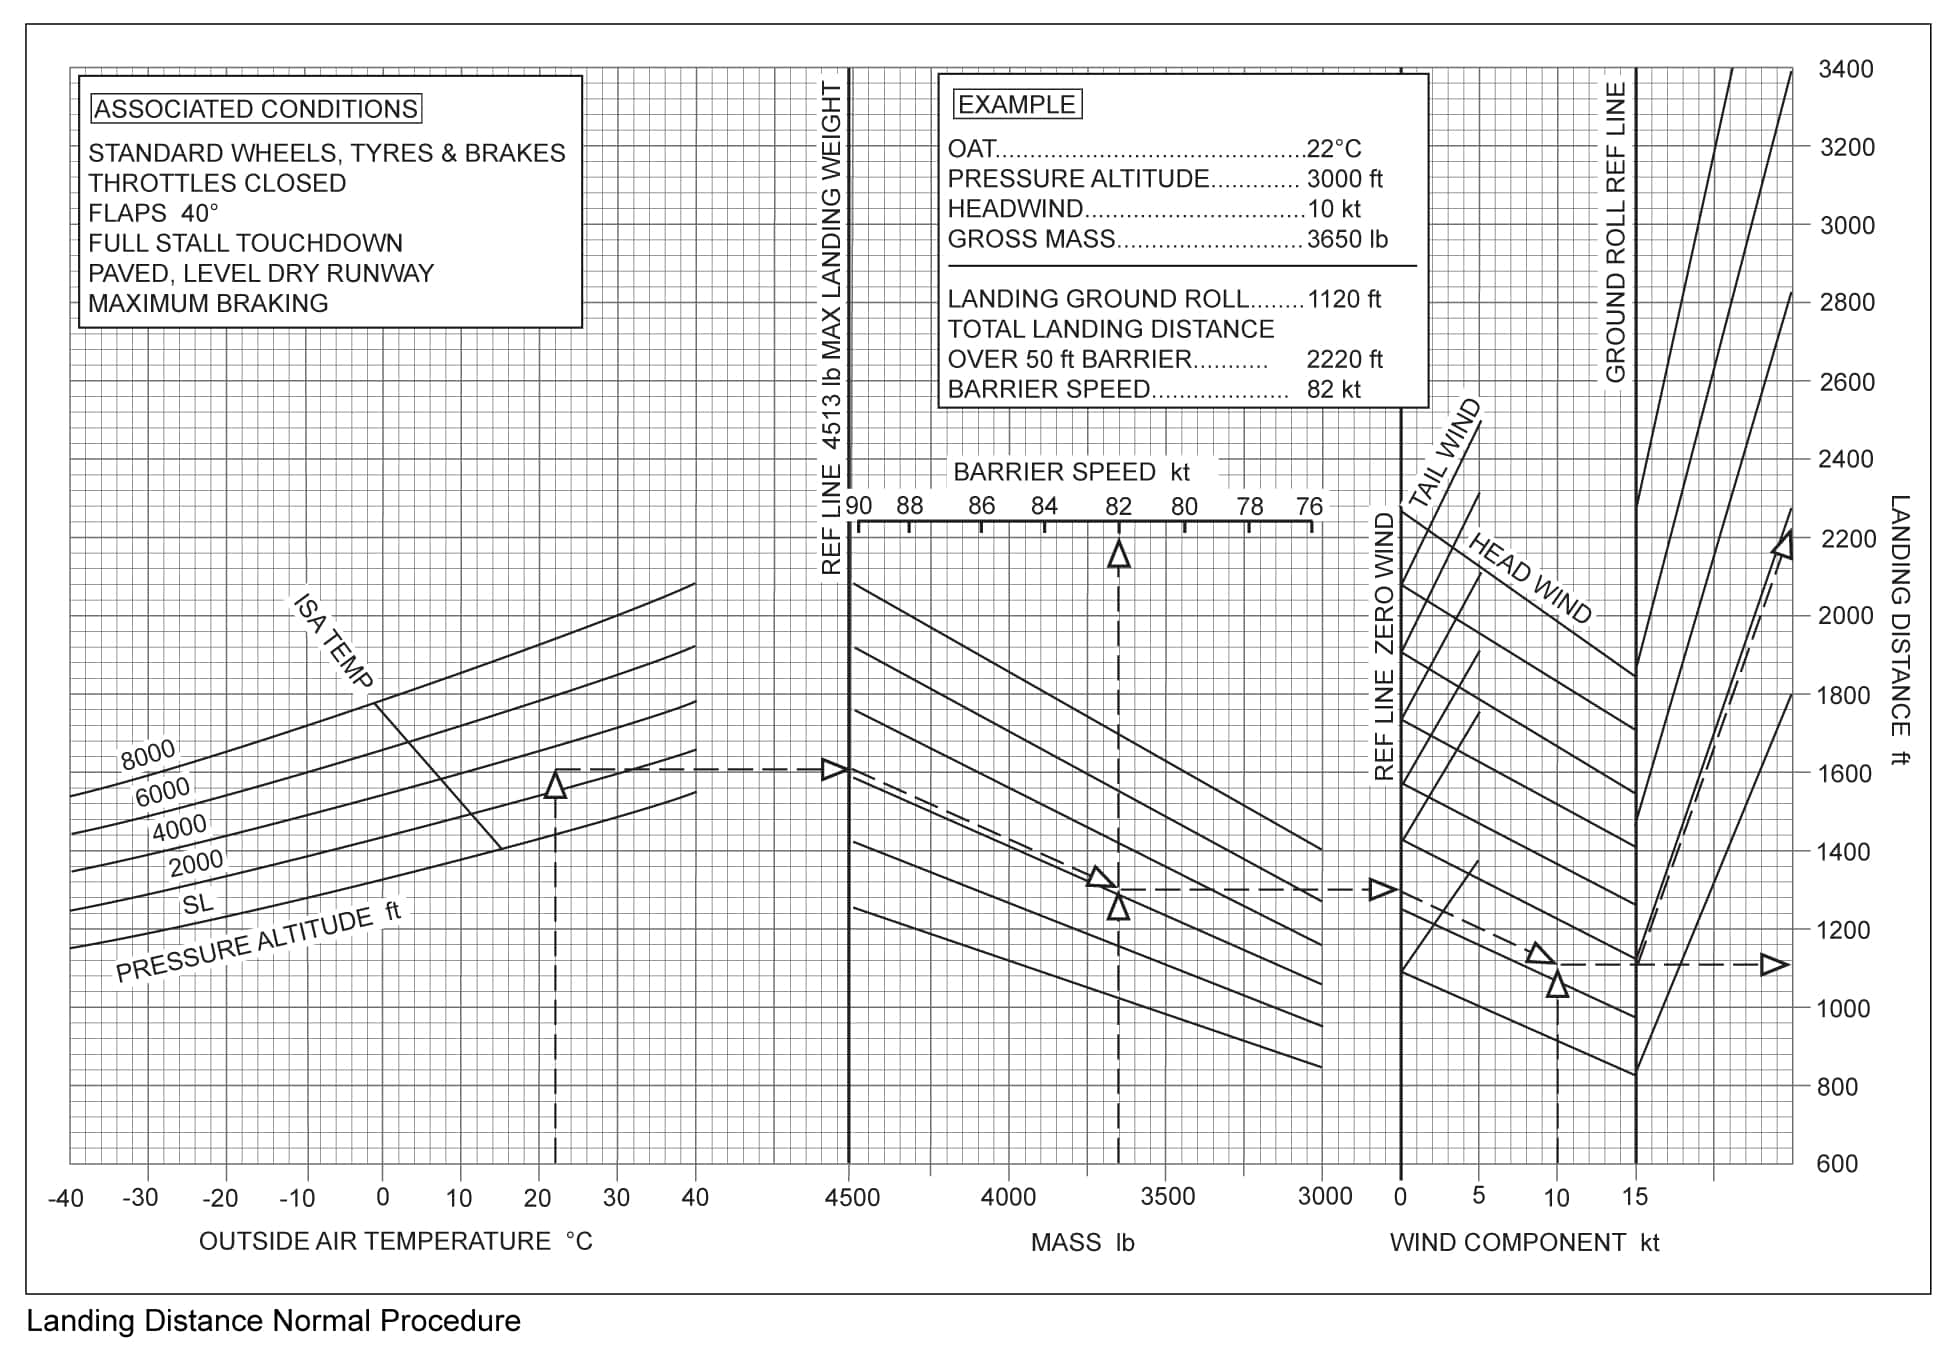 ASSOCIATED CONDITIONS
STANDARD WHEELS, TYRES & BRAKES
THROTTLES CLOSED
FLAPS 40°
FULL STALL TOUCHDOWN
PAVED, LEVEL DRY RUNWAY
MAXIMUM BRAKING
REF LINE 4513 lb MAX LANDING WEIGHT
EXAMPLE
OAT............................................22°C
PRESSURE ALTITUDE............. 3000 ft
HEADWIND................................10 kt
GROSS MASS...........................3650 lb
LANDING GROUND ROLL........1120 ft
TOTAL LANDING DISTANCE
OVER 50 ft BARRIER........... 2220 ft
BARRIER SPEED.................... 82 kt
BARRIER SPEED kt
90 88 86 84 82 80 78 76
ISA TEMP
8000
6000
4000
2000
SL
PRESSURE ALTITUDE ft
REF LINE ZERO WIND
TAIL WIND
HEAD WIND
GROUND ROLL REF LINE
3400
3200
3000
2800
2600
2400
2200
2000
1800
1600
1400
1200
1000
800
600
LANDING DISTANCE ft
-40 -30 -20 -10 0 10 20 30 40 4500 4000 3500 3000 0 5 10 15
OUTSIDE AIR TEMPERATURE °C
MASS lb
WIND COMPONENT kt
Landing Distance Normal Procedure